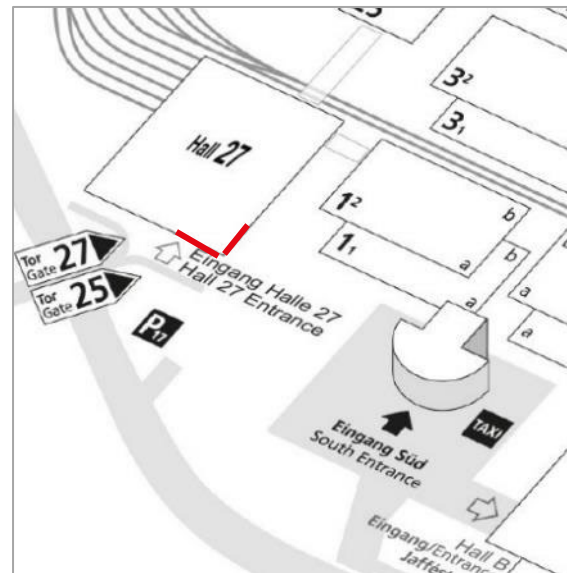 3²
3₁
Hall 27
1²
b
1₁
a
b
a
a
a
Tor
Gate 27
Tor
Gate 25
Eingang Halle 27
Hall 27 Entrance
P17
TAXI
Eingang Süd
South Entrance
Hall B
Eingang/Entrance